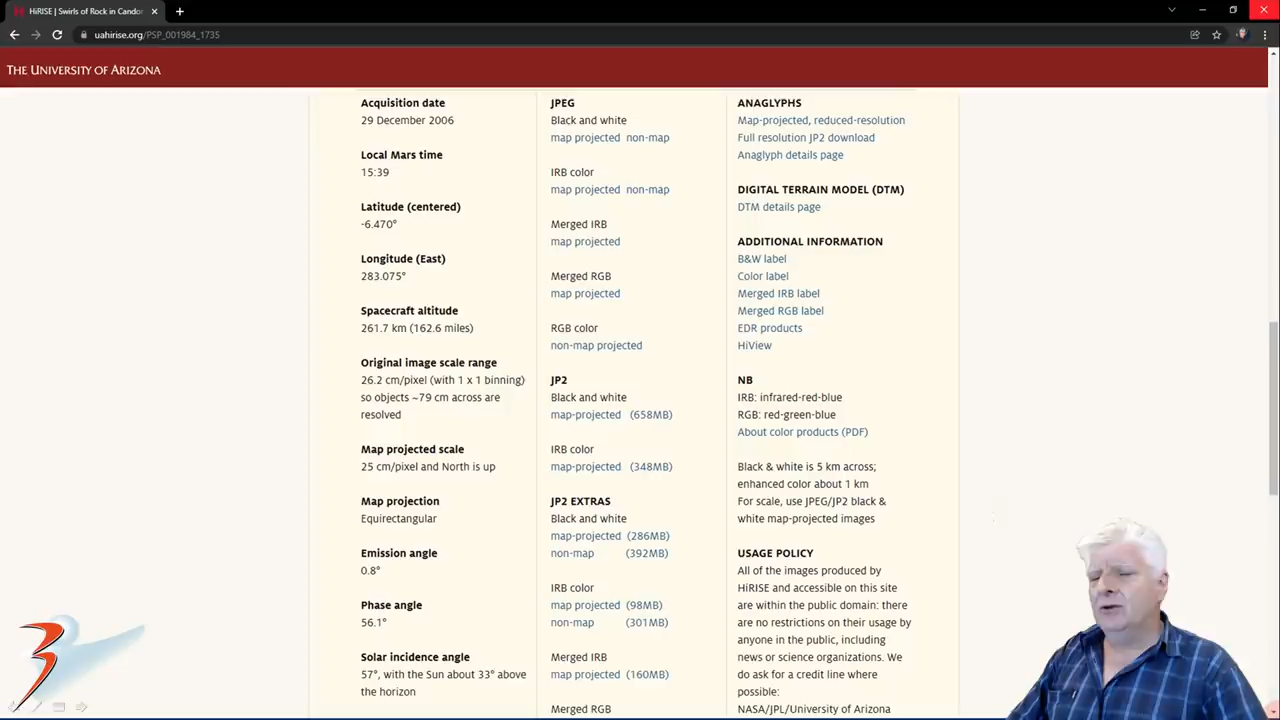 HiRISE | Swirls of Rock in Cando
uahirise.org/PSP_001984_1735
THE UNIVERSITY OF ARIZONA
Acquisition date
29 December 2006
Local Mars time
15:39
Latitude (centered)
-6.470°
Longitude (East)
283.075°
Spacecraft altitude
261.7 km (162.6 miles)
Original image scale range
26.2 cm/pixel (with 1 x 1 binning)
so objects ~79 cm across are
resolved
Map projected scale
25 cm/pixel and North is up
Map projection
Equirectangular
Emission angle
0.8°
Phase angle
56.1°
Solar incidence angle
57°, with the Sun about 33° above
the horizon
JPEG
Black and white
map projected non-map
IRB color
map projected non-map
Merged IRB
map projected
Merged RGB
map projected
RGB color
non-map projected
JP2
Black and white
map-projected (658MB)
IRB color
map-projected (348MB)
JP2 EXTRAS
Black and white
map-projected (286MB)
non-map (392MB)
IRB color
map projected (98MB)
non-map (301MB)
Merged IRB
map projected (160MB)
Merged RGB
ANAGLYPHS
Map-projected, reduced-resolution
Full resolution JP2 download
Anaglyph details page
DIGITAL TERRAIN MODEL (DTM)
DTM details page
ADDITIONAL INFORMATION
B&W label
Color label
Merged IRB label
Merged RGB label
EDR products
HiView
NB
IRB: infrared-red-blue
RGB: red-green-blue
About color products (PDF)
Black & white is 5 km across;
enhanced color about 1 km
For scale, use JPEG/JP2 black &
white map-projected images
USAGE POLICY
All of the images produced by
HiRISE and accessible on this site
are within the public domain: there
are no restrictions on their usage by
anyone in the public, including
news or science organizations. We
do ask for a credit line where
possible:
NASA/JPL/University of Arizona
3